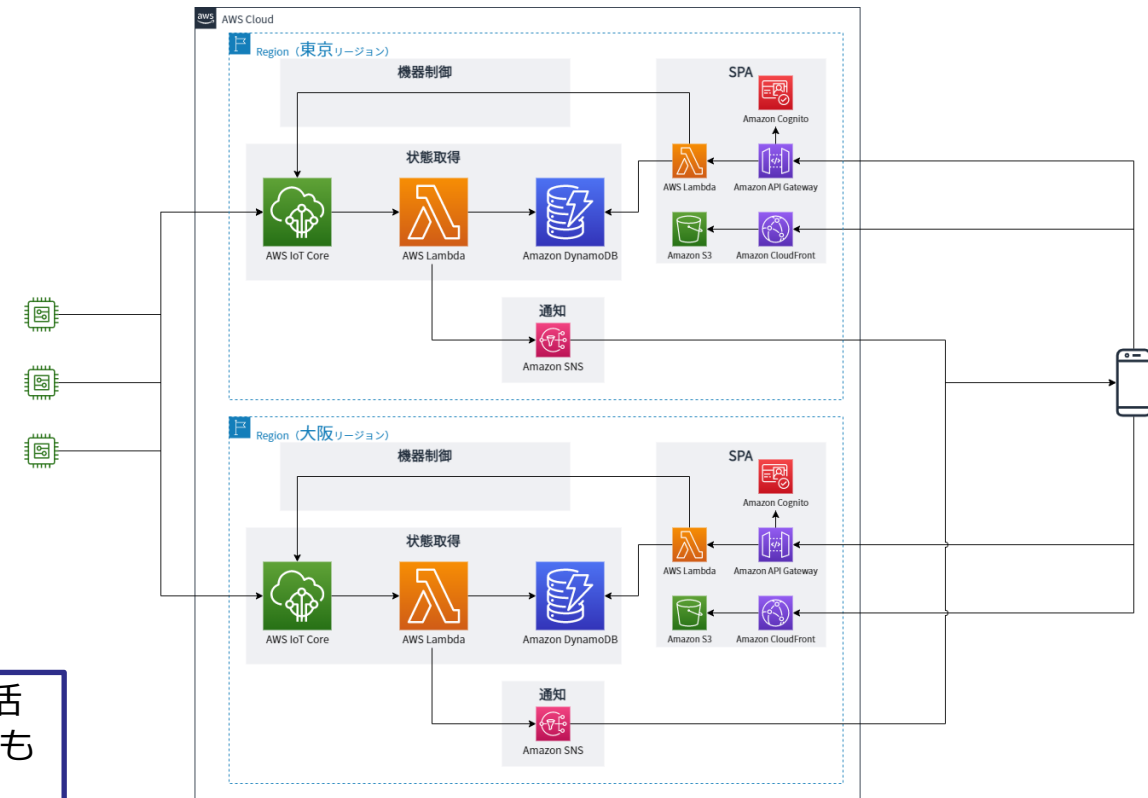 aws
AWS Cloud
Region（東京リージョン）
機器制御
SPA
Amazon Cognito
状態取得
AWS Lambda
Amazon API Gateway
AWS IoT Core
AWS Lambda
Amazon DynamoDB
Amazon S3
Amazon CloudFront
通知
Amazon SNS
Region（大阪リージョン）
機器制御
SPA
Amazon Cognito
状態取得
AWS Lambda
Amazon API Gateway
AWS IoT Core
AWS Lambda
Amazon DynamoDB
Amazon S3
Amazon CloudFront
通知
Amazon SNS
活
も